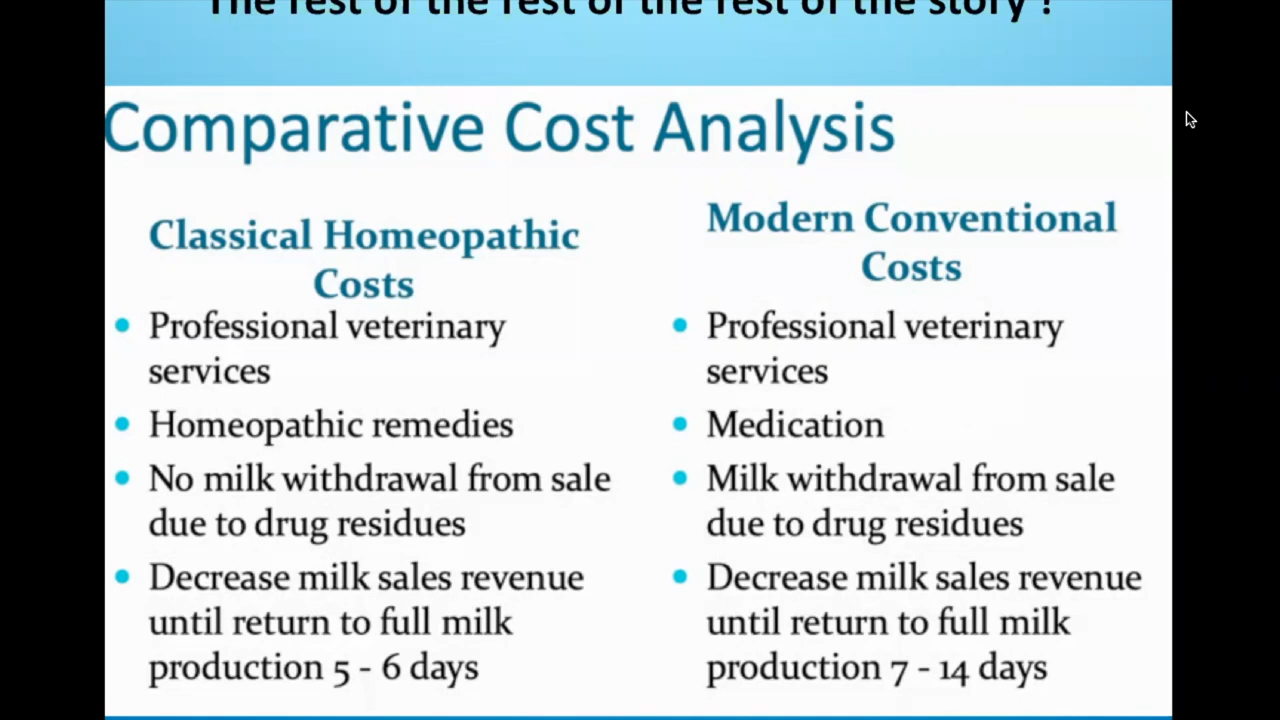 The rest of the rest of the rest of the story !
Comparative Cost Analysis
Classical Homeopathic
Costs
• Professional veterinary
services
• Homeopathic remedies
• No milk withdrawal from sale
due to drug residues
• Decrease milk sales revenue
until return to full milk
production 5 - 6 days
Modern Conventional
Costs
• Professional veterinary
services
• Medication
• Milk withdrawal from sale
due to drug residues
• Decrease milk sales revenue
until return to full milk
production 7 - 14 days